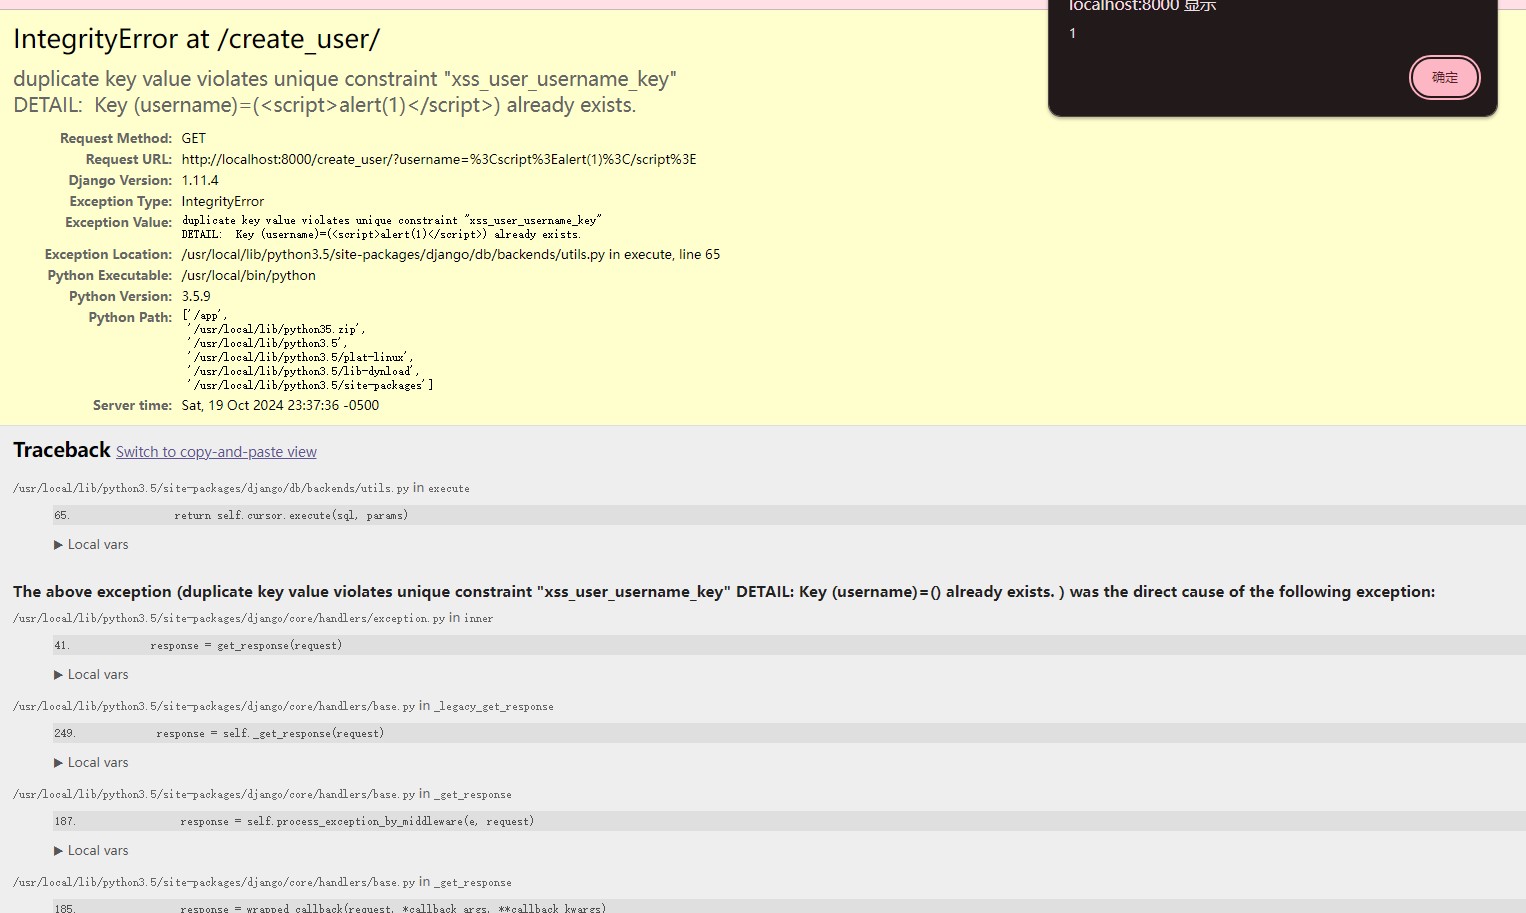 localhost:8000 显示
1
确定
IntegrityError at /create_user/
duplicate key value violates unique constraint "xss_user_username_key"
DETAIL:  Key (username)=(<script>alert(1)</script>) already exists.
Request Method: GET
Request URL: http://localhost:8000/create_user/?username=%3Cscript%3Ealert(1)%3C/script%3E
Django Version: 1.11.4
Exception Type: IntegrityError
Exception Value: duplicate key value violates unique constraint "xss_user_username_key"
DETAIL:  Key (username)=(<script>alert(1)</script>) already exists.
Exception Location: /usr/local/lib/python3.5/site-packages/django/db/backends/utils.py in execute, line 65
Python Executable: /usr/local/bin/python
Python Version: 3.5.9
Python Path: ['/app',
'/usr/local/lib/python35.zip',
'/usr/local/lib/python3.5',
'/usr/local/lib/python3.5/plat-linux',
'/usr/local/lib/python3.5/lib-dynload',
'/usr/local/lib/python3.5/site-packages']
Server time: Sat, 19 Oct 2024 23:37:36 -0500
Traceback Switch to copy-and-paste view
/usr/local/lib/python3.5/site-packages/django/db/backends/utils.py in execute
65. return self.cursor.execute(sql, params)
▶ Local vars
The above exception (duplicate key value violates unique constraint "xss_user_username_key" DETAIL: Key (username)=() already exists. ) was the direct cause of the following exception:
/usr/local/lib/python3.5/site-packages/django/core/handlers/exception.py in inner
41. response = get_response(request)
▶ Local vars
/usr/local/lib/python3.5/site-packages/django/core/handlers/base.py in _legacy_get_response
249. response = self._get_response(request)
▶ Local vars
/usr/local/lib/python3.5/site-packages/django/core/handlers/base.py in _get_response
187. response = self.process_exception_by_middleware(e, request)
▶ Local vars
/usr/local/lib/python3.5/site-packages/django/core/handlers/base.py in _get_response
185. response = wrapped_callback(request, *callback_args, **callback_kwargs)